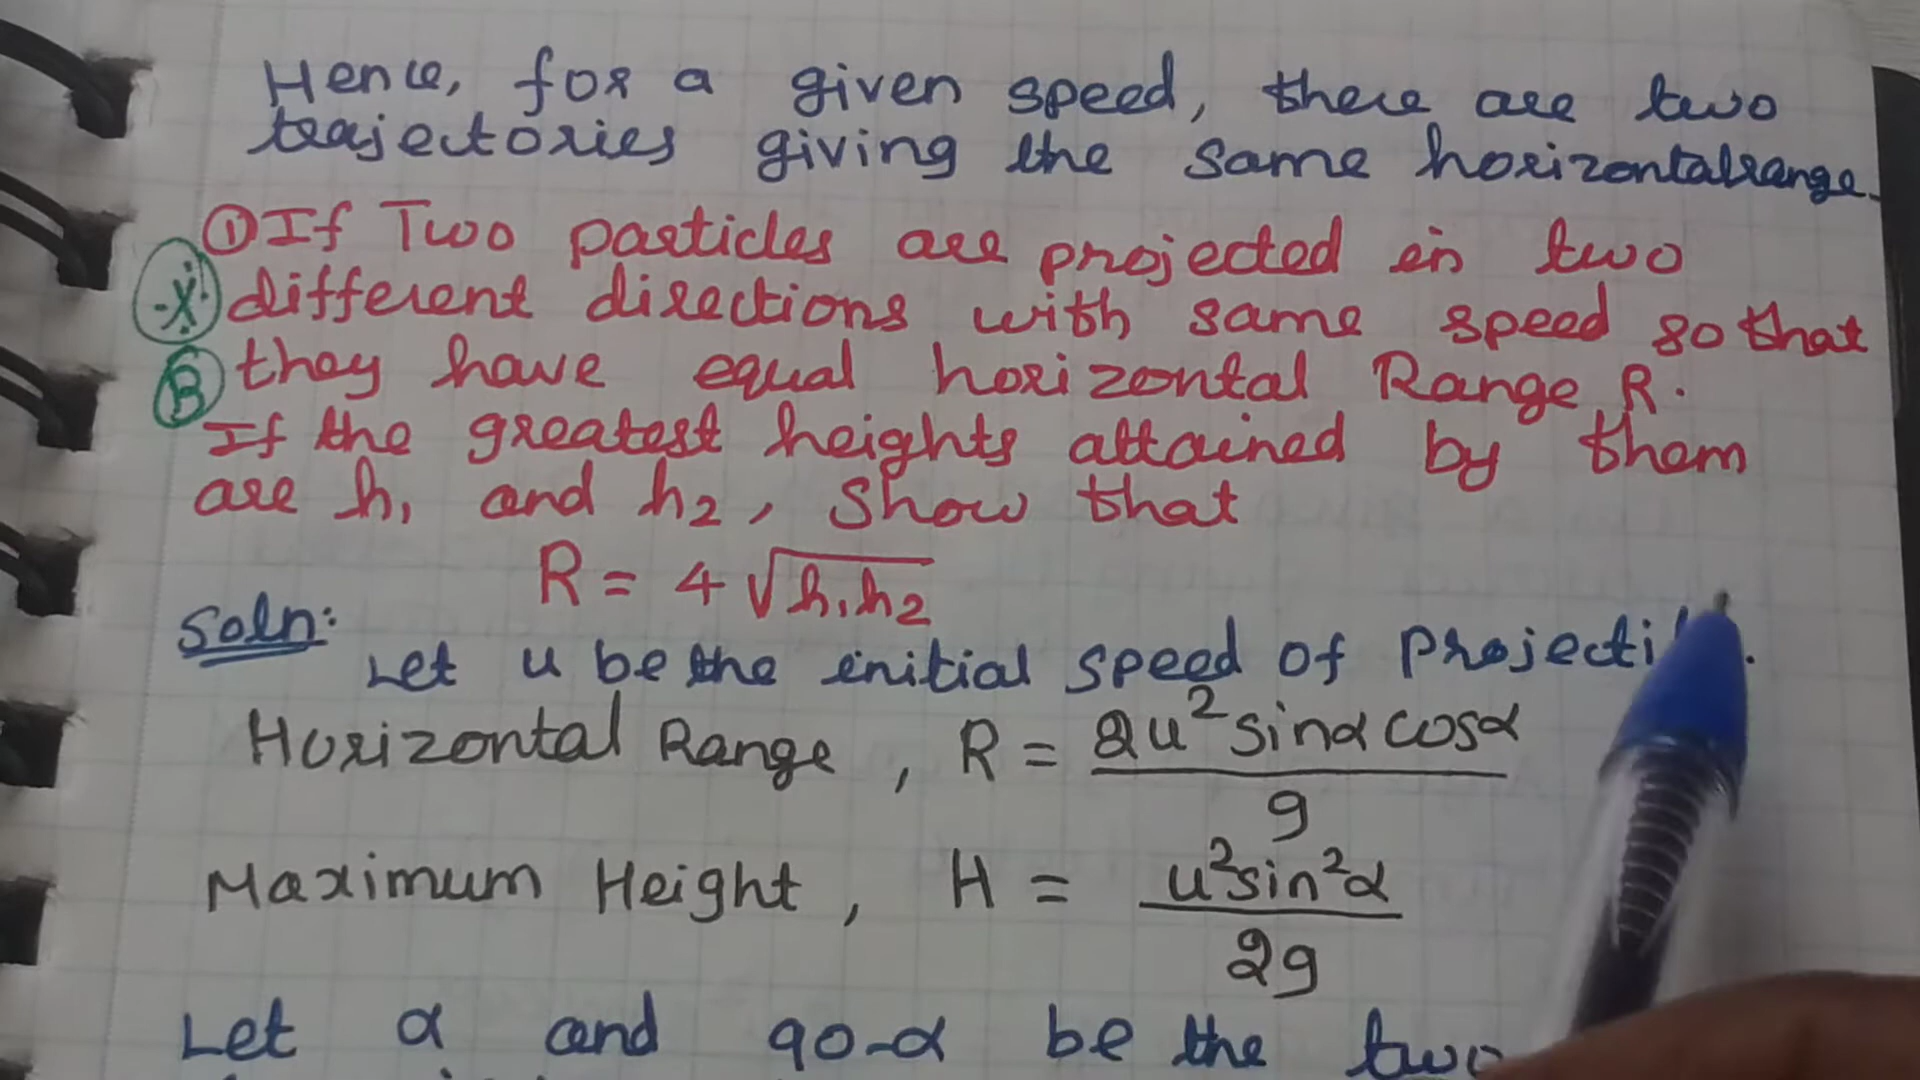 Hence, for a given speed, there are two
trajectories giving the same horizontal range.
① If Two particles are projected in two
different directions with same speed so that
B they have equal horizontal Range R.
If the greatest heights attained by them
are h₁ and h₂, Show that
R = 4 √h₁h₂
Soln:
Let u be the initial speed of
Horizontal Range, R = 2u² sinα cosα / g
Maximum Height, H = u² sin²α / 2g
Let α and 90-α be the two